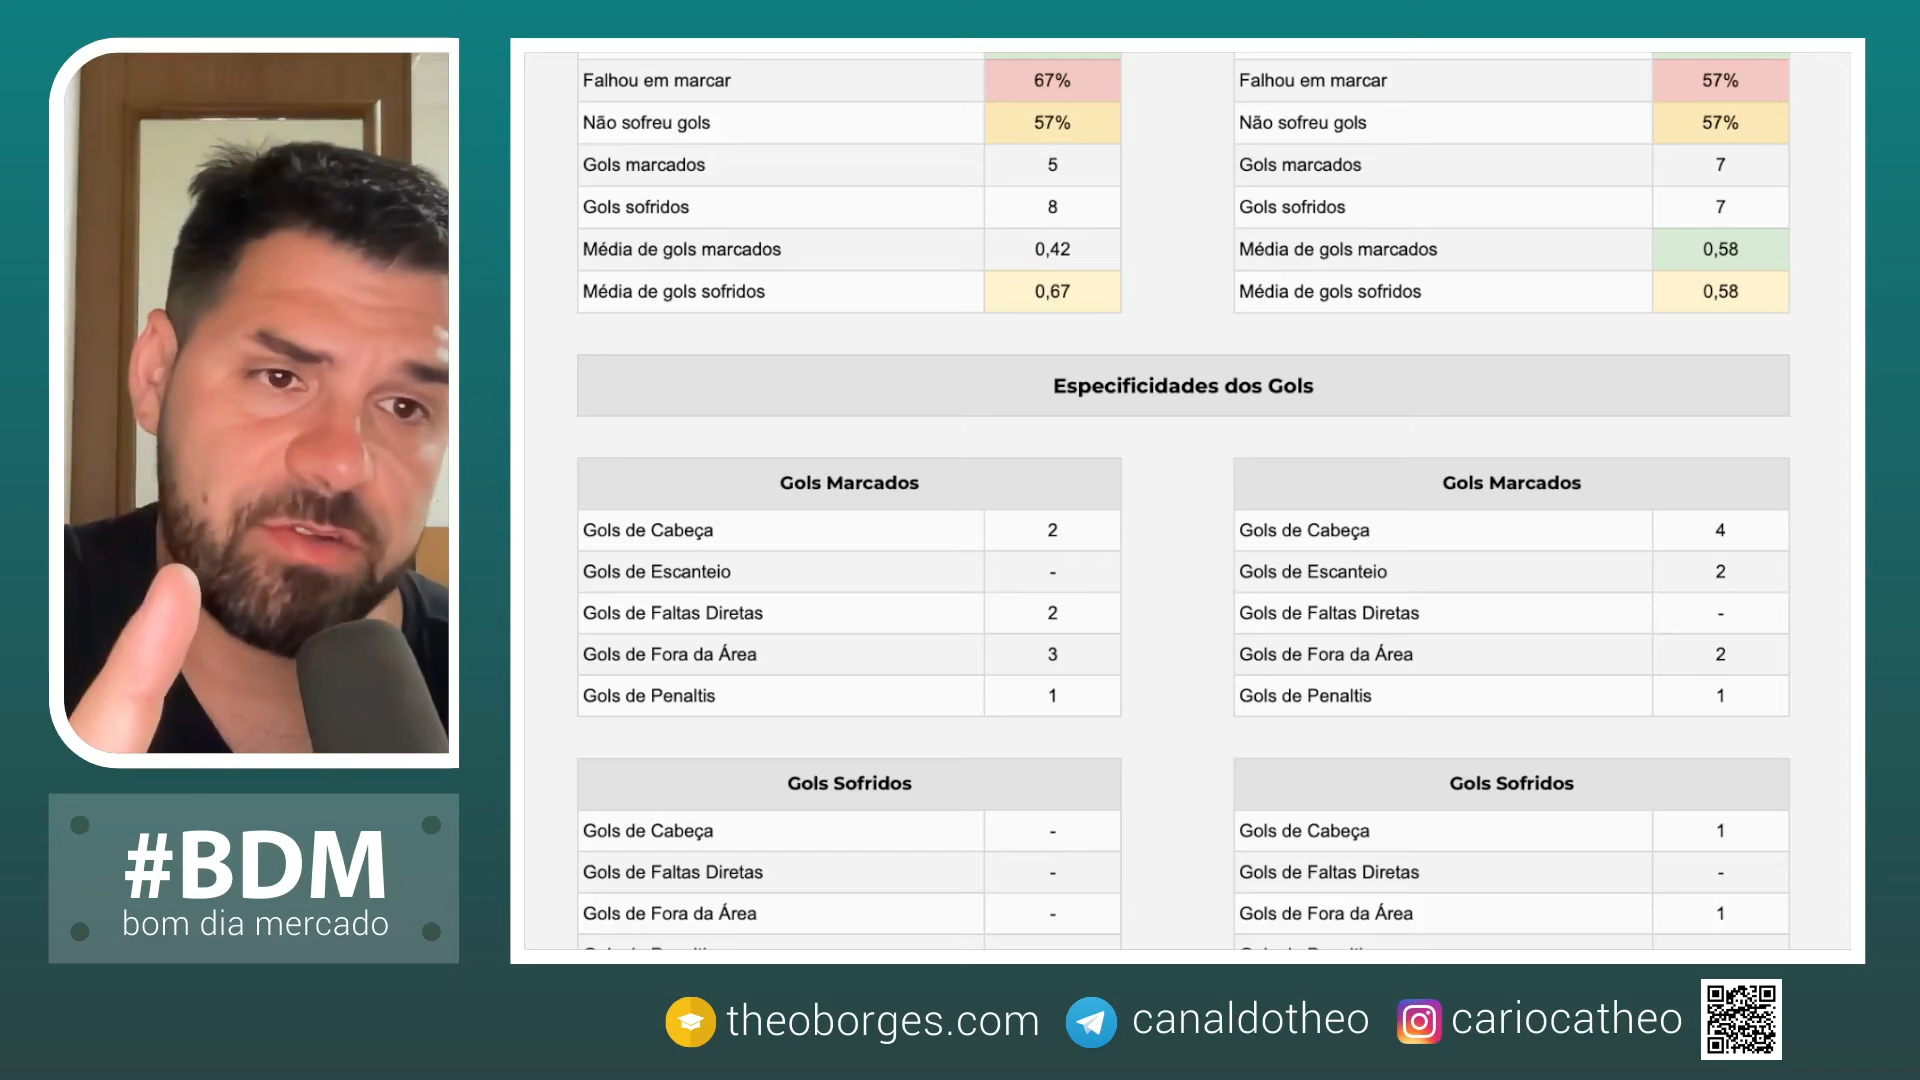 Falhou em marcar 67% Falhou em marcar 57%
Não sofreu gols 57% Não sofreu gols 57%
Gols marcados 5 Gols marcados 7
Gols sofridos 8 Gols sofridos 7
Média de gols marcados 0,42 Média de gols marcados 0,58
Média de gols sofridos 0,67 Média de gols sofridos 0,58
Especificidades dos Gols
Gols Marcados Gols Marcados
Gols de Cabeça 2 Gols de Cabeça 4
Gols de Escanteio - Gols de Escanteio 2
Gols de Faltas Diretas 2 Gols de Faltas Diretas -
Gols de Fora da Área 3 Gols de Fora da Área 2
Gols de Penaltis 1 Gols de Penaltis 1
Gols Sofridos Gols Sofridos
Gols de Cabeça - Gols de Cabeça 1
Gols de Faltas Diretas - Gols de Faltas Diretas -
Gols de Fora da Área - Gols de Fora da Área 1
#BDM
bom dia mercado
theoborges.com canaldotheo cariocatheo